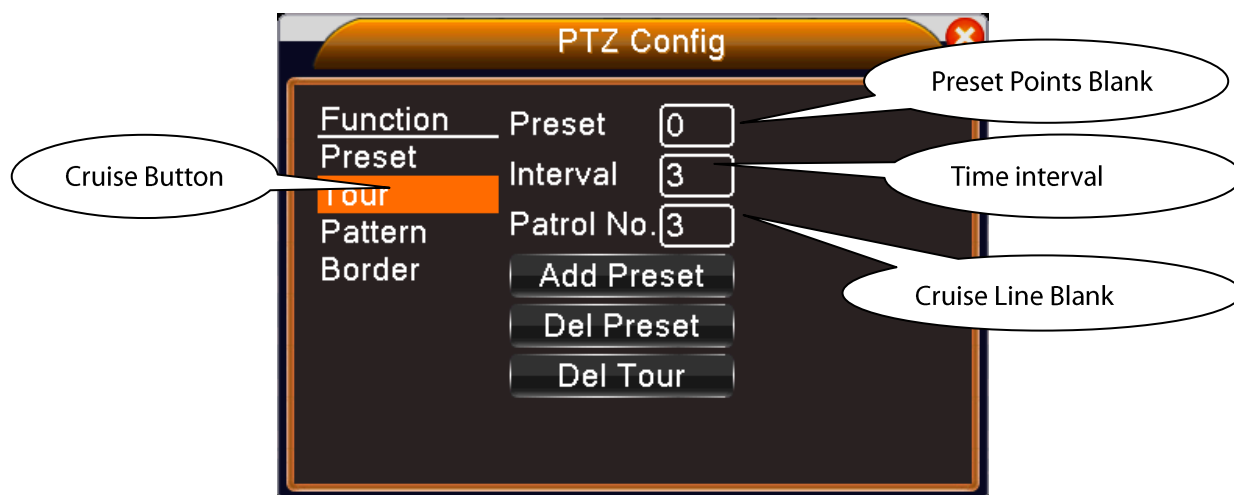 PTZ Config
Preset Points Blank
Function
Preset 0
Preset
Cruise Button
Interval 3
Time interval
Tour
Pattern
Patrol No. 3
Border
Add Preset
Cruise Line Blank
Del Preset
Del Tour